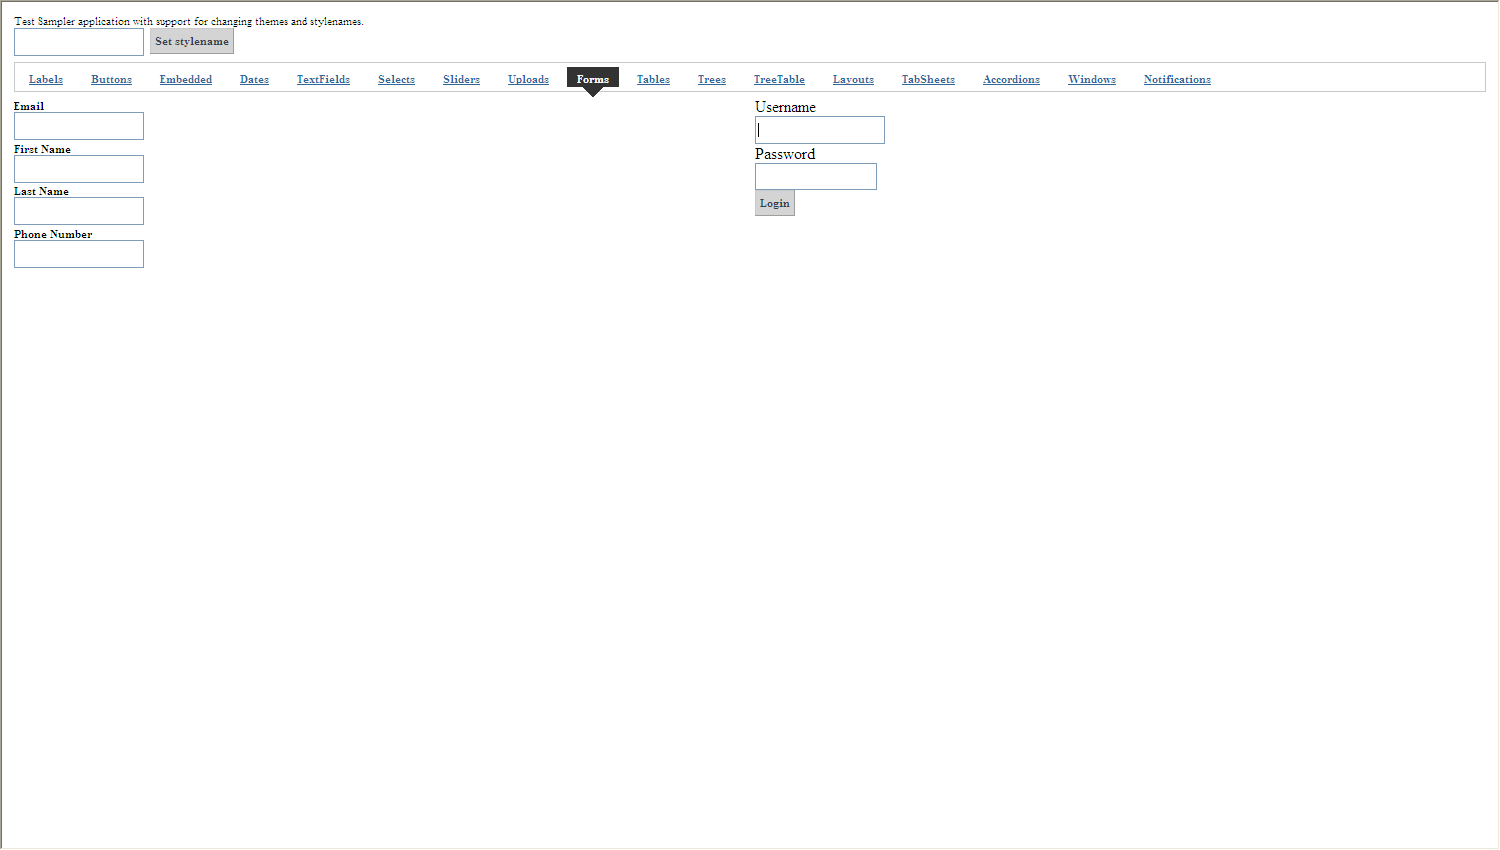 Test Sampler application with support for changing themes and stylenames.
Set stylename
Labels Buttons Embedded Dates TextFields Selects Sliders Uploads Forms Tables Trees TreeTable Layouts TabSheets Accordions Windows Notifications
Email
First Name
Last Name
Phone Number
Username
Password
Login